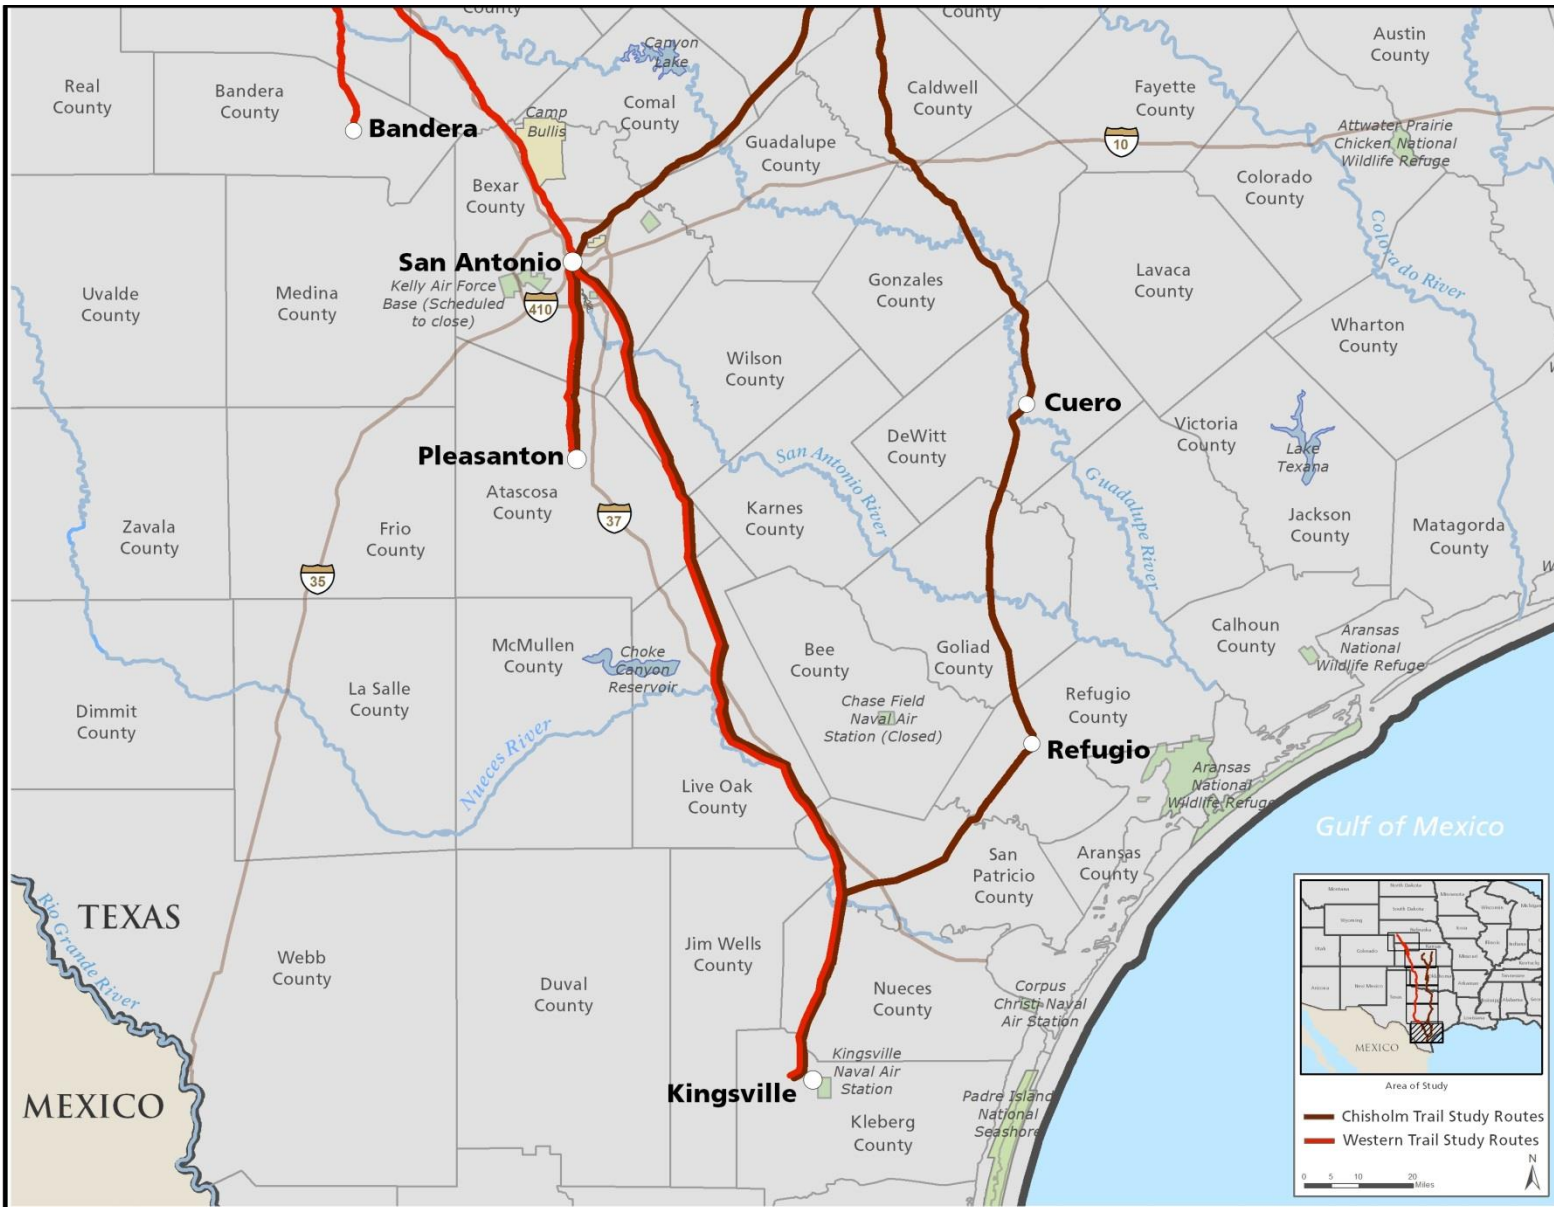 County
County
Canyon
Lake
Austin
County
Real
County
Bandera
County
Bandera
Camp
Bullis
Comal
County
Caldwell
County
Fayette
County
10
Attwater Prairie
Chicken National
Wildlife Refuge
Guadalupe
County
Bexar
County
Colorado
County
San Antonio
Kelly Air Force
Base (Scheduled
to close)
410
Uvalde
County
Medina
County
Gonzales
County
Lavaca
County
Colorado River
Wharton
County
Wilson
County
Cuero
Pleasanton
DeWitt
County
Victoria
County
Lake
Texana
San Antonio River
Guadalupe River
Atascosa
County
37
Karnes
County
Jackson
County
Matagorda
County
Zavala
County
Frio
County
35
McMullen
County
Choke
Canyon
Reservoir
Bee
County
Goliad
County
Calhoun
County
Aransas
National
Wildlife Refuge
La Salle
County
Dimmit
County
Nueces River
Chase Field
Naval Air
Station (Closed)
Refugio
County
Refugio
Aransas
National
Wildlife Refuge
Live Oak
County
Gulf of Mexico
San
Patricio
County
Aransas
County
TEXAS
Rio Grande River
Webb
County
Duval
County
Jim Wells
County
Nueces
County
Corpus
Christi Naval
Air Station
MEXICO
Kingsville
Kingsville
Naval Air
Station
Kleberg
County
Padre Island
National
Seashore
MEXICO
Area of Study
Chisholm Trail Study Routes
Western Trail Study Routes
N
0 5 10 20
Miles